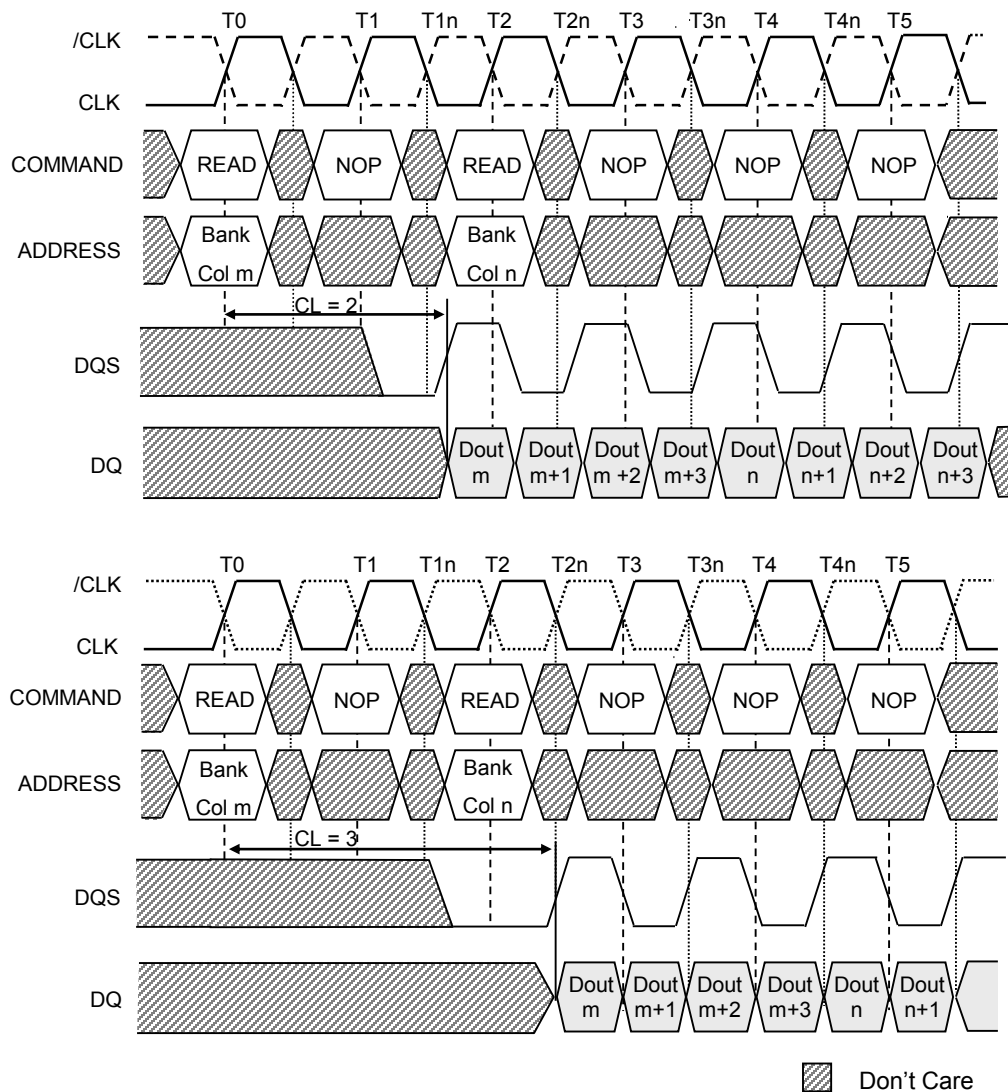 T0 T1 T1n T2 T2n T3 T3n T4 T4n T5
/CLK
CLK
COMMAND READ NOP READ NOP NOP NOP
ADDRESS Bank Col m Bank Col n
CL = 2
DQS
DQ Dout m Dout m+1 Dout m +2 Dout m+3 Dout n Dout n+1 Dout n+2 Dout n+3
T0 T1 T1n T2 T2n T3 T3n T4 T4n T5
/CLK
CLK
COMMAND READ NOP READ NOP NOP NOP
ADDRESS Bank Col m Bank Col n
CL = 3
DQS
DQ Dout m Dout m+1 Dout m+2 Dout m+3 Dout n Dout n+1
Don't Care